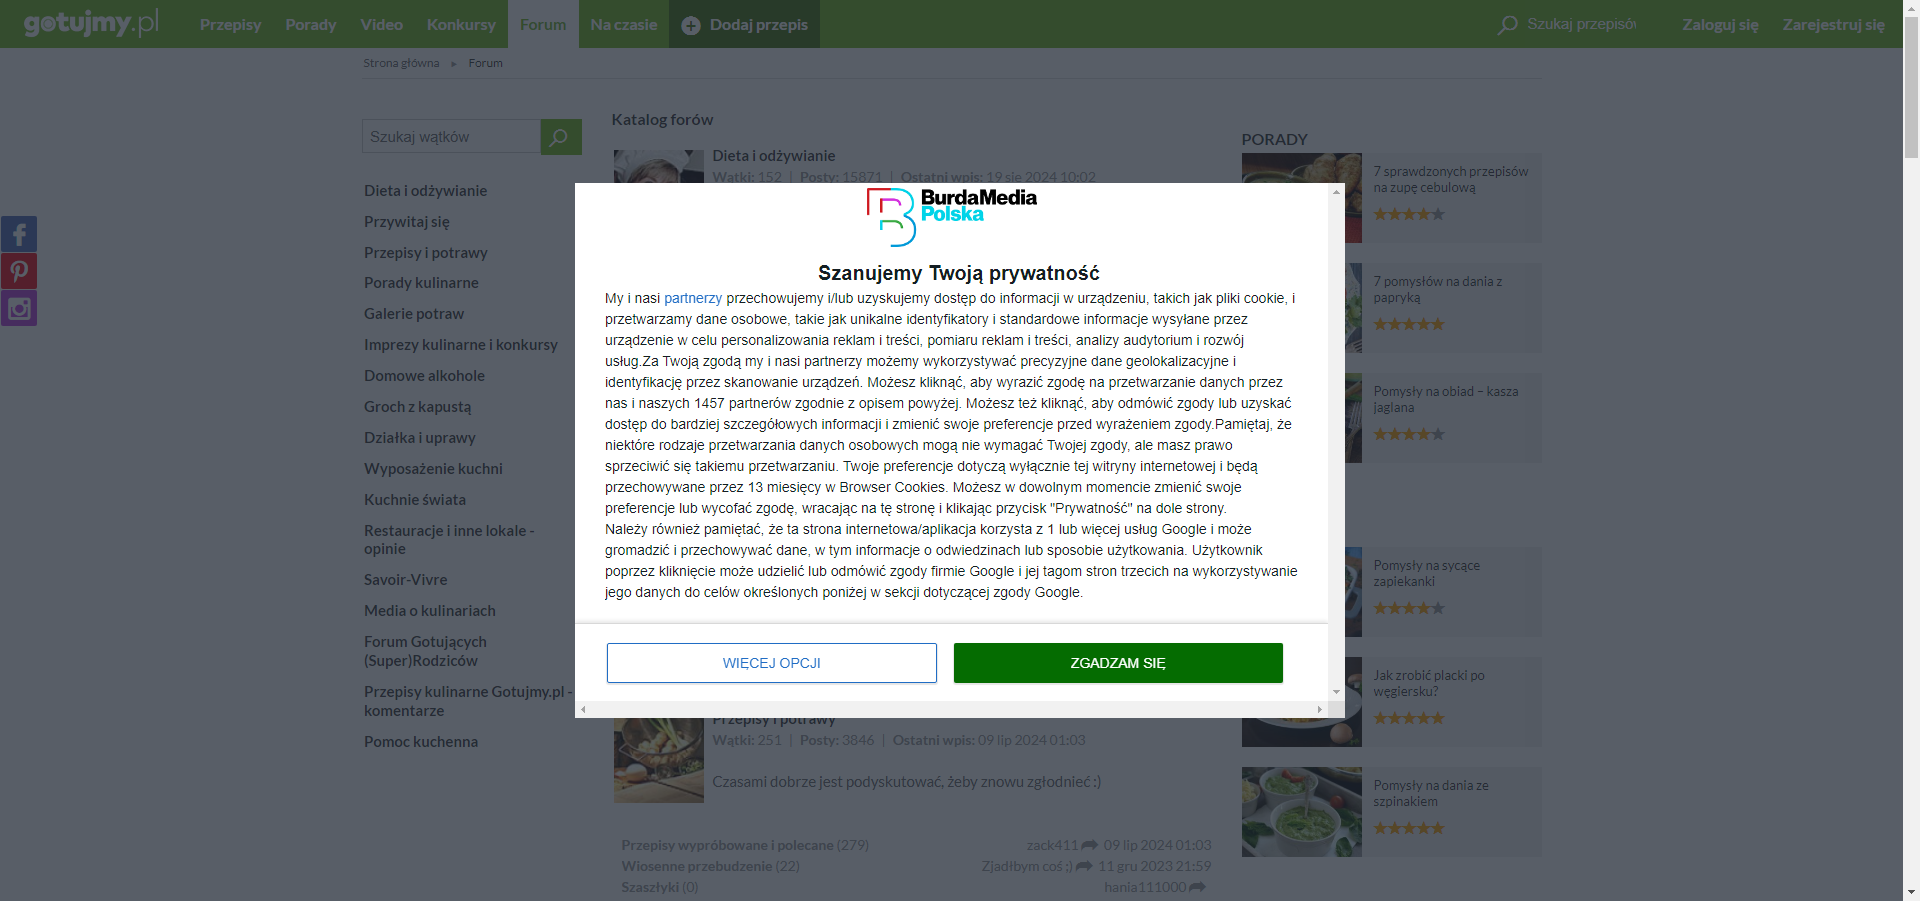 gotujmy.pl
Przepisy Porady Video Konkursy Forum Na czasie Dodaj przepis
Szukaj przepisów
Zaloguj się Zarejestruj się
Strona główna » Forum
Szukaj wątków
Dieta i odżywianie
Przywitaj się
Przepisy i potrawy
Porady kulinarne
Galerie potraw
Imprezy kulinarne i konkursy
Domowe alkohole
Groch z kapustą
Działka i uprawy
Wyposażenie kuchni
Kuchnie świata
Restauracje i inne lokale -
opinie
Savoir-Vivre
Media o kulinariach
Forum Gotujących
(Super)Rodziców
Przepisy kulinarne Gotujmy.pl -
komentarze
Pomoc kuchenna
Katalog forów
Dieta i odżywianie
Wątki: 152 | Posty: 15871 | Ostatni wpis: 19 sie 2024 10:02
BurdaMedia
Polska
Szanujemy Twoją prywatność
My i nasi partnerzy przechowujemy i/lub uzyskujemy dostęp do informacji w urządzeniu, takich jak pliki cookie, i
przetwarzamy dane osobowe, takie jak unikalne identyfikatory i standardowe informacje wysyłane przez
urządzenie w celu personalizowania reklam i treści, pomiaru reklam i treści, analizy audytorium i rozwój
usług.Za Twoją zgodą my i nasi partnerzy możemy wykorzystywać precyzyjne dane geolokalizacyjne i
identyfikację przez skanowanie urządzeń. Możesz kliknąć, aby wyrazić zgodę na przetwarzanie danych przez
nas i naszych 1457 partnerów zgodnie z opisem powyżej. Możesz też kliknąć, aby odmówić zgody lub uzyskać
dostęp do bardziej szczegółowych informacji i zmienić swoje preferencje przed wyrażeniem zgody.Pamiętaj, że
niektóre rodzaje przetwarzania danych osobowych mogą nie wymagać Twojej zgody, ale masz prawo
sprzeciwić się takiemu przetwarzaniu. Twoje preferencje dotyczą wyłącznie tej witryny internetowej i będą
przechowywane przez 13 miesięcy w Browser Cookies. Możesz w dowolnym momencie zmienić swoje
preferencje lub wycofać zgodę, wracając na tę stronę i klikając przycisk "Prywatność" na dole strony.
Należy również pamiętać, że ta strona internetowa/aplikacja korzysta z 1 lub więcej usług Google i może
gromadzić i przechowywać dane, w tym informacje o odwiedzinach lub sposobie użytkowania. Użytkownik
poprzez kliknięcie może udzielić lub odmówić zgody firmie Google i jej tagom stron trzecich na wykorzystywanie
jego danych do celów określonych poniżej w sekcji dotyczącej zgody Google.
WIĘCEJ OPCJI
ZGADZAM SIĘ
Przepisy i potrawy
Wątki: 251 | Posty: 3846 | Ostatni wpis: 09 lip 2024 01:03
Czasami dobrze jest podyskutować, żeby znowu zgłodnieć :)
Przepisy wypróbowane i polecane (279) zack411 09 lip 2024 01:03
Wiosenne przebudzenie (22) Zjadłbym coś ;) 11 gru 2023 21:59
Szaszłyki (0) hania111000
PORADY
7 sprawdzonych przepisów
na zupę cebulową
7 pomysłów na dania z
papryką
Pomysły na obiad – kasza
jaglana
Pomysły na sycące
zapiekanki
Jak zrobić placki po
węgiersku?
Pomysły na dania ze
szpinakiem